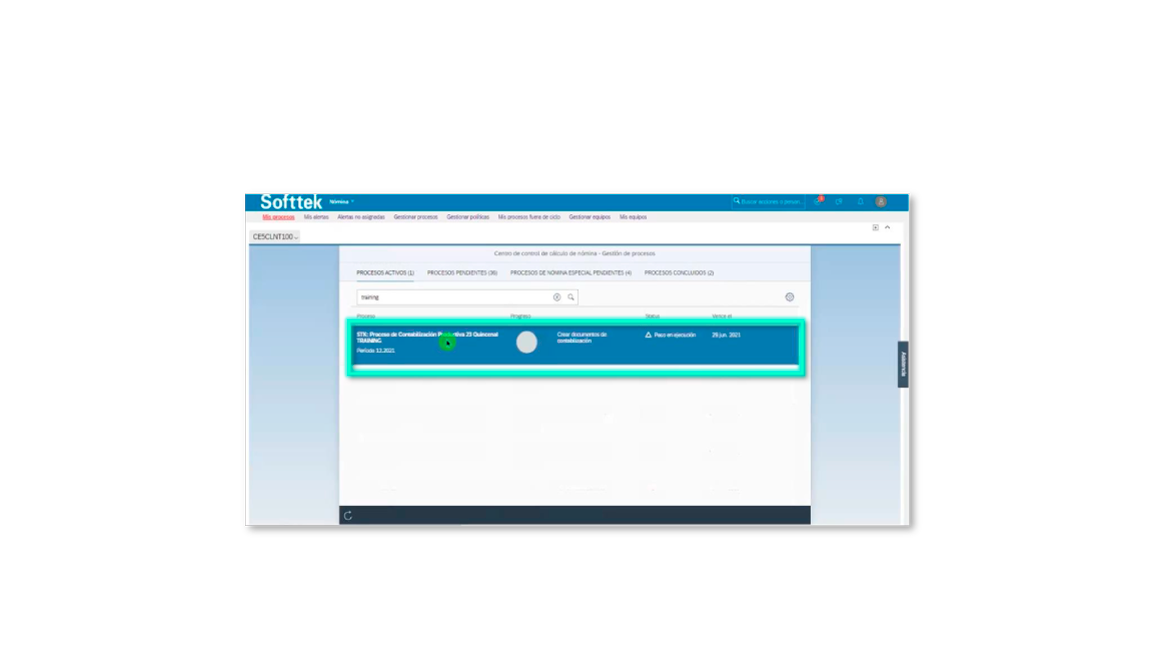 Softtek Nómina
Buscar acciones o person...
Mis procesos Mis alertas Alertas no asignadas Gestionar procesos Gestionar políticas Mis procesos fuera de ciclo Gestionar equipos Mis equipos
CE5CLNT100
Centro de control de cálculo de nómina - Gestión de procesos
PROCESOS ACTIVOS (1) PROCESOS PENDIENTES (36) PROCESOS DE NÓMINA ESPECIAL PENDIENTES (4) PROCESOS CONCLUIDOS (2)
training
Proceso Progreso Status Vence el
Proceso de Contabilización 25 Quincenal
TRAINING
Período 12.2021
Crear documentos de
contabilización
Paso en ejecución
29 jun. 2021
Asistencia